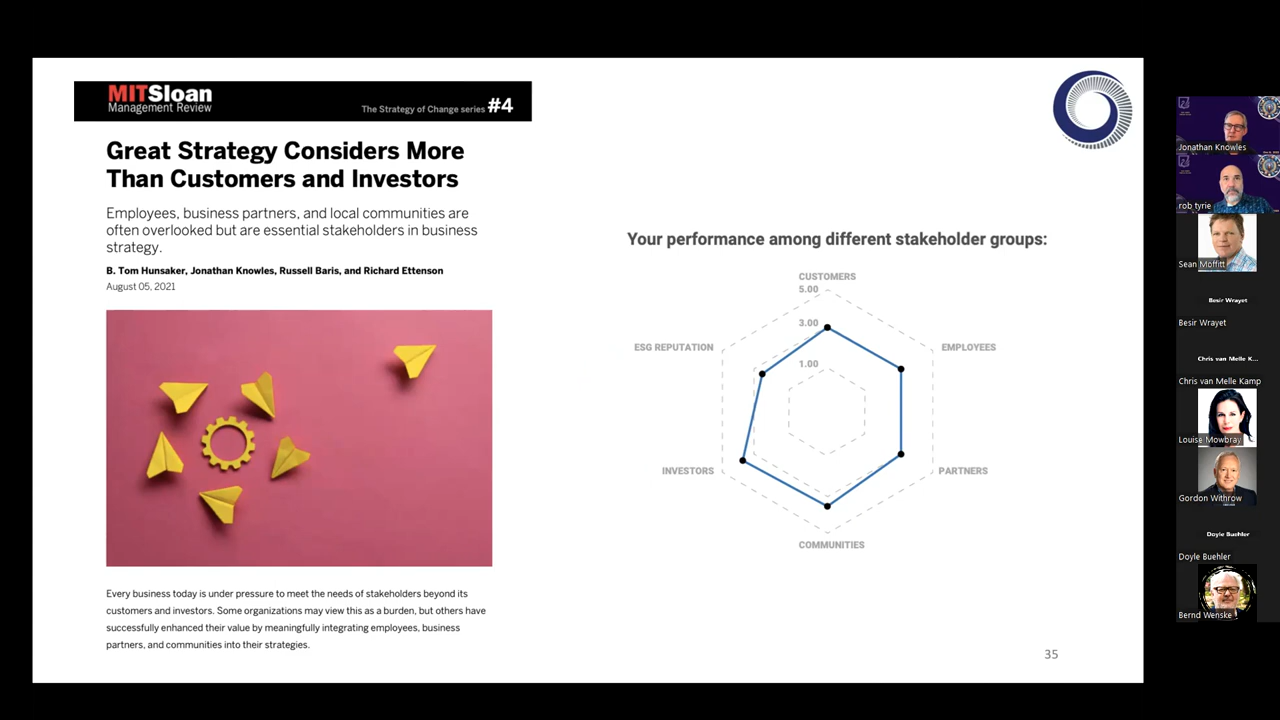 MITSloan
Management Review
The Strategy of Change series #4
Great Strategy Considers More
Than Customers and Investors
Employees, business partners, and local communities are
often overlooked but are essential stakeholders in business
strategy.
B. Tom Hunsaker, Jonathan Knowles, Russell Baris, and Richard Ettenson
August 05, 2021
Every business today is under pressure to meet the needs of stakeholders beyond its
customers and investors. Some organizations may view this as a burden, but others have
successfully enhanced their value by meaningfully integrating employees, business
partners, and communities into their strategies.
Your performance among different stakeholder groups:
CUSTOMERS
5.00
3.00
1.00
ESG REPUTATION
EMPLOYEES
INVESTORS
PARTNERS
COMMUNITIES
35
Jonathan Knowles
rob tyrie
Sean Moffitt
Besir Wrayet
Besir Wrayet
Chris van Melle K...
Chris van Melle Kamp
Louise Mowbray
Gordon Withrow
Doyle Buehler
Doyle Buehler
Bernd Wenske